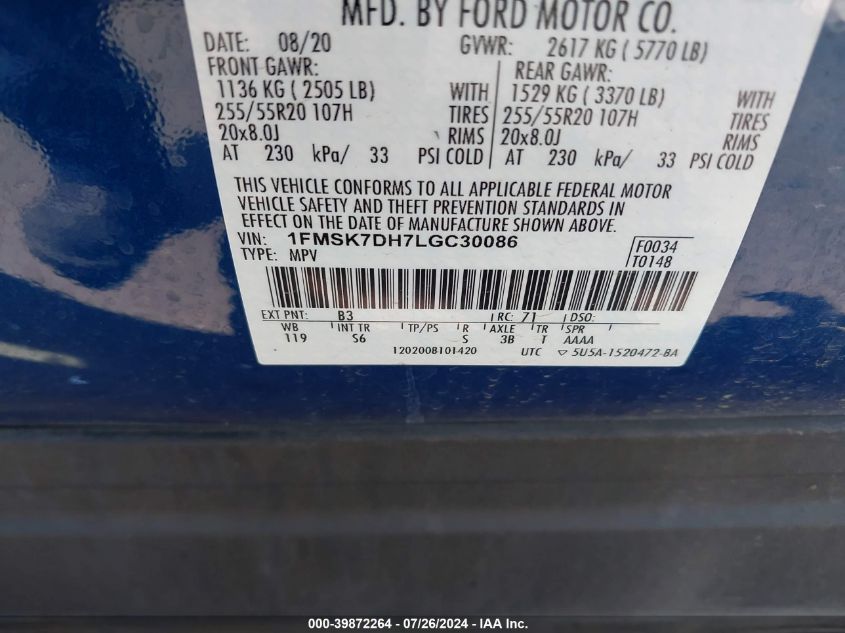 MFD. BY FORD MOTOR CO.
DATE: 08/20 GVWR: 2617 KG ( 5770 LB)
FRONT GAWR: REAR GAWR:
1136 KG ( 2505 LB) WITH 1529 KG ( 3370 LB) WITH
255/55R20 107H TIRES 255/55R20 107H TIRES
20x8.0J RIMS 20x8.0J RIMS
AT 230 kPa/ 33 PSI COLD AT 230 kPa/ 33 PSI COLD
THIS VEHICLE CONFORMS TO ALL APPLICABLE FEDERAL MOTOR
VEHICLE SAFETY AND THEFT PREVENTION STANDARDS IN
EFFECT ON THE DATE OF MANUFACTURE SHOWN ABOVE.
VIN: 1FMSK7DH7LGC30086 F0034
TYPE: MPV T0148
EXT PNT: B3 RC: 71 DSO:
WB INT TR TP/PS R AXLE TR SPR
119 S6 S 3B T AAAA
1202008101420 UTC ▽ 5U5A-1520472-BA
000-39872264 / 07/26/2024 - IAA Inc.